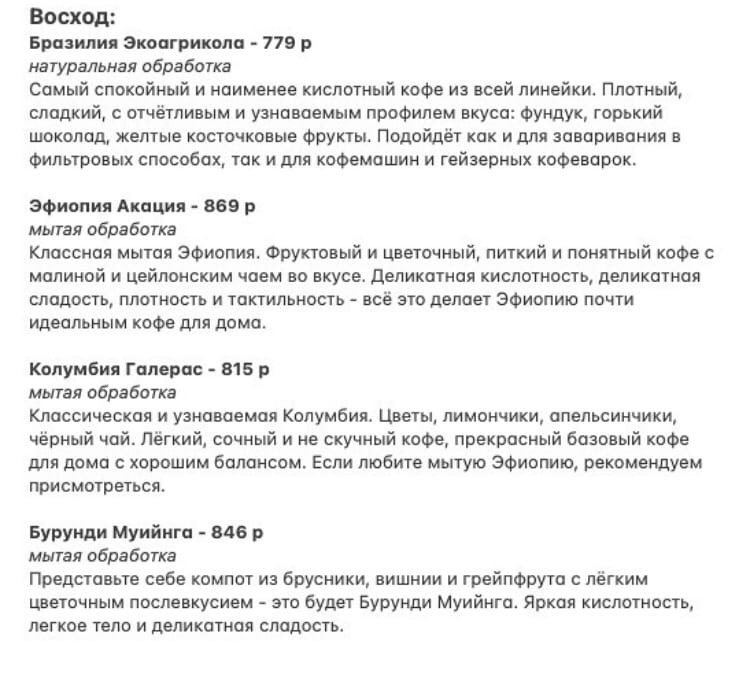 Восход:
Бразилия Экоагрикола - 779 р
натуральная обработка
Самый спокойный и наименее кислотный кофе из всей линейки. Плотный,
сладкий, с отчётливым и узнаваемым профилем вкуса: фундук, горький
шоколад, желтые косточковые фрукты. Подойдёт как и для заваривания в
фильтровых способах, так и для кофемашин и гейзерных кофеварок.
Эфиопия Акация - 869 р
мытая обработка
Классная мытая Эфиопия. Фруктовый и цветочный, питкий и понятный кофе с
малиной и цейлонским чаем во вкусе. Деликатная кислотность, деликатная
сладость, плотность и тактильность - всё это делает Эфиопию почти
идеальным кофе для дома.
Колумбия Галерас - 815 р
мытая обработка
Классическая и узнаваемая Колумбия. Цветы, лимончики, апельсинчики,
чёрный чай. Лёгкий, сочный и не скучный кофе, прекрасный базовый кофе
для дома с хорошим балансом. Если любите мытую Эфиопию, рекомендуем
присмотреться.
Бурунди Муийнга - 846 р
мытая обработка
Представьте себе компот из брусники, вишнии и грейпфрута с лёгким
цветочным послевкусием - это будет Бурунди Муийнга. Яркая кислотность,
легкое тело и деликатная сладость.